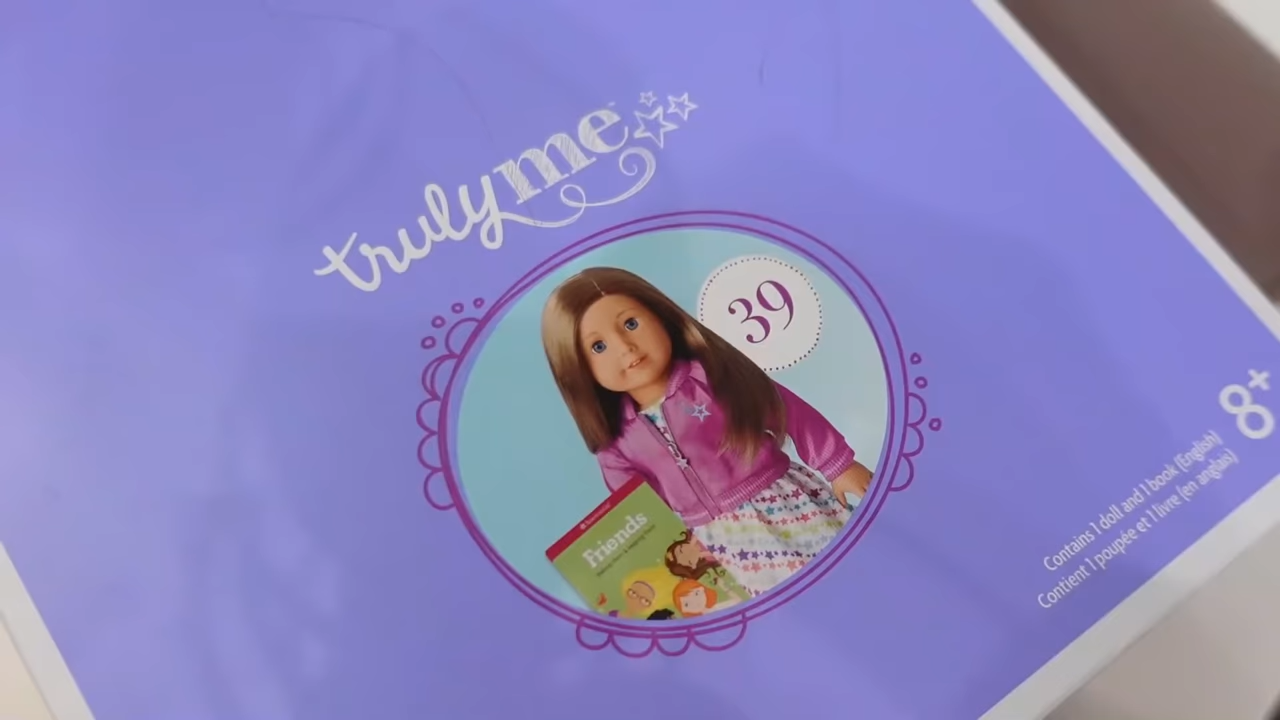 truly me™
39
Friends
8+
Contains 1 doll and 1 book (English)
Contient 1 poupée et 1 livre (en anglais)